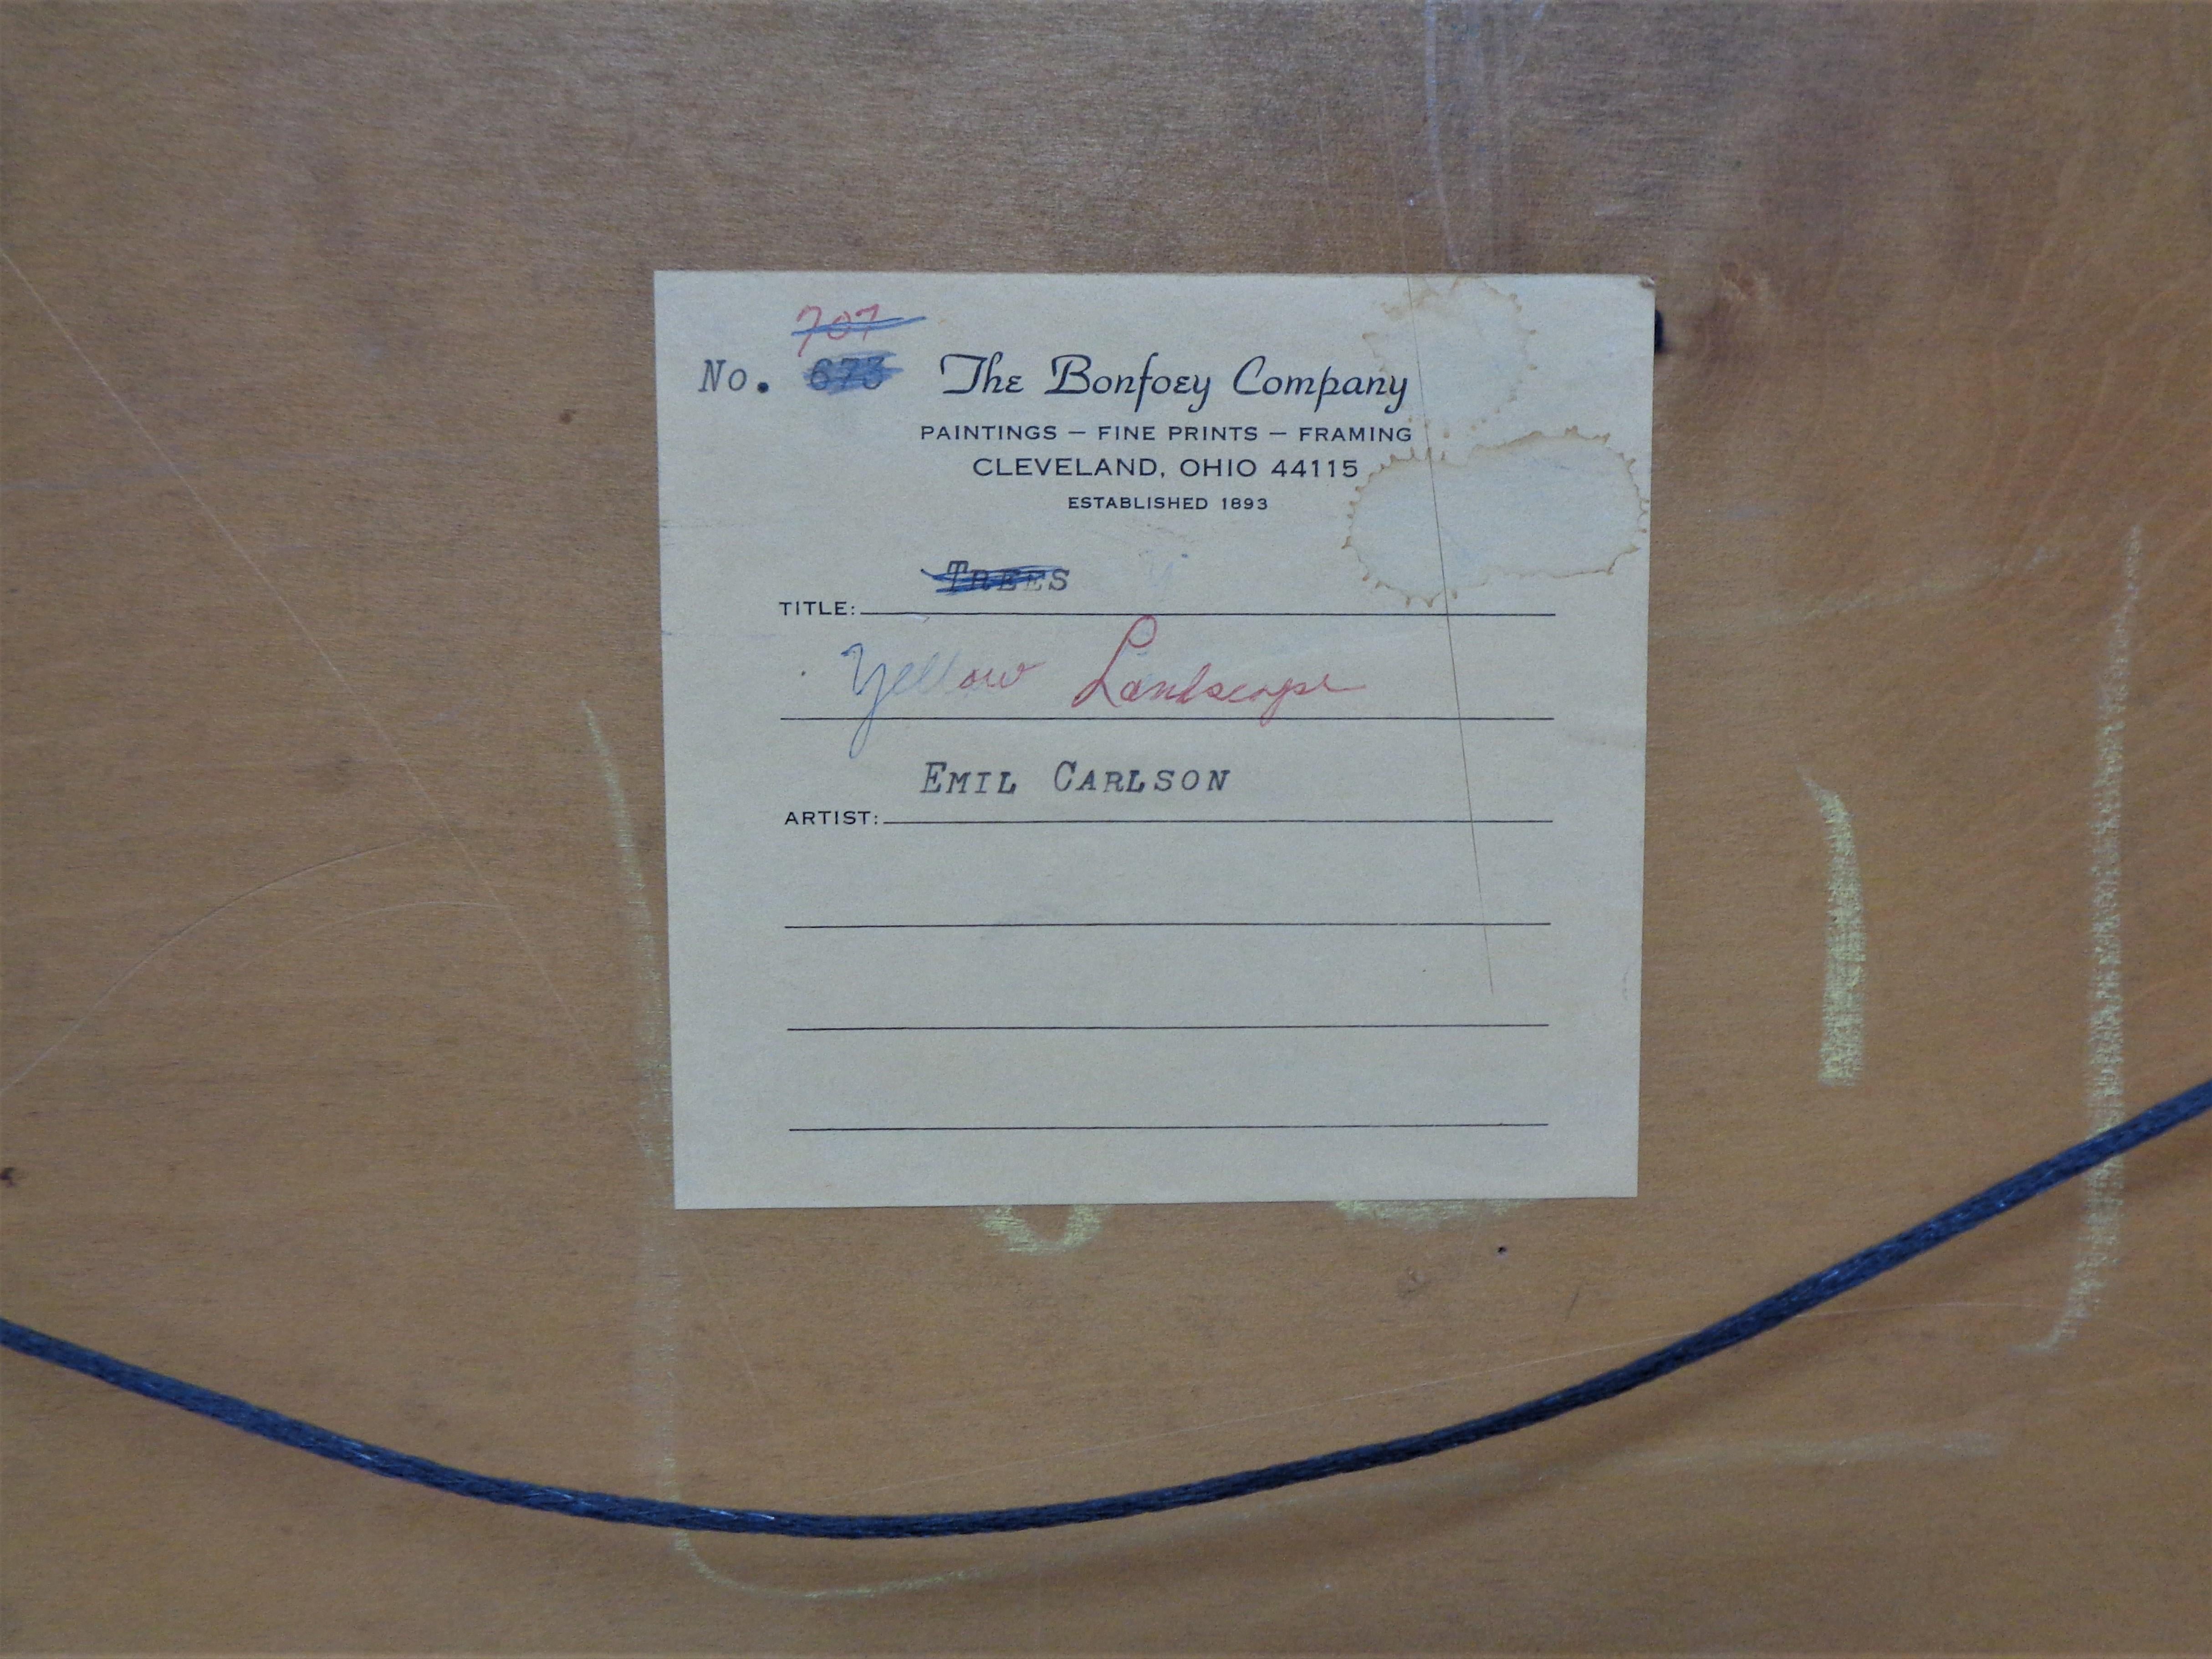 707
No. 673 The Bonfoey Company
PAINTINGS – FINE PRINTS – FRAMING
CLEVELAND, OHIO 44115
ESTABLISHED 1893
TREES
TITLE:
Yellow Landscape
EMIL CARLSON
ARTIST: